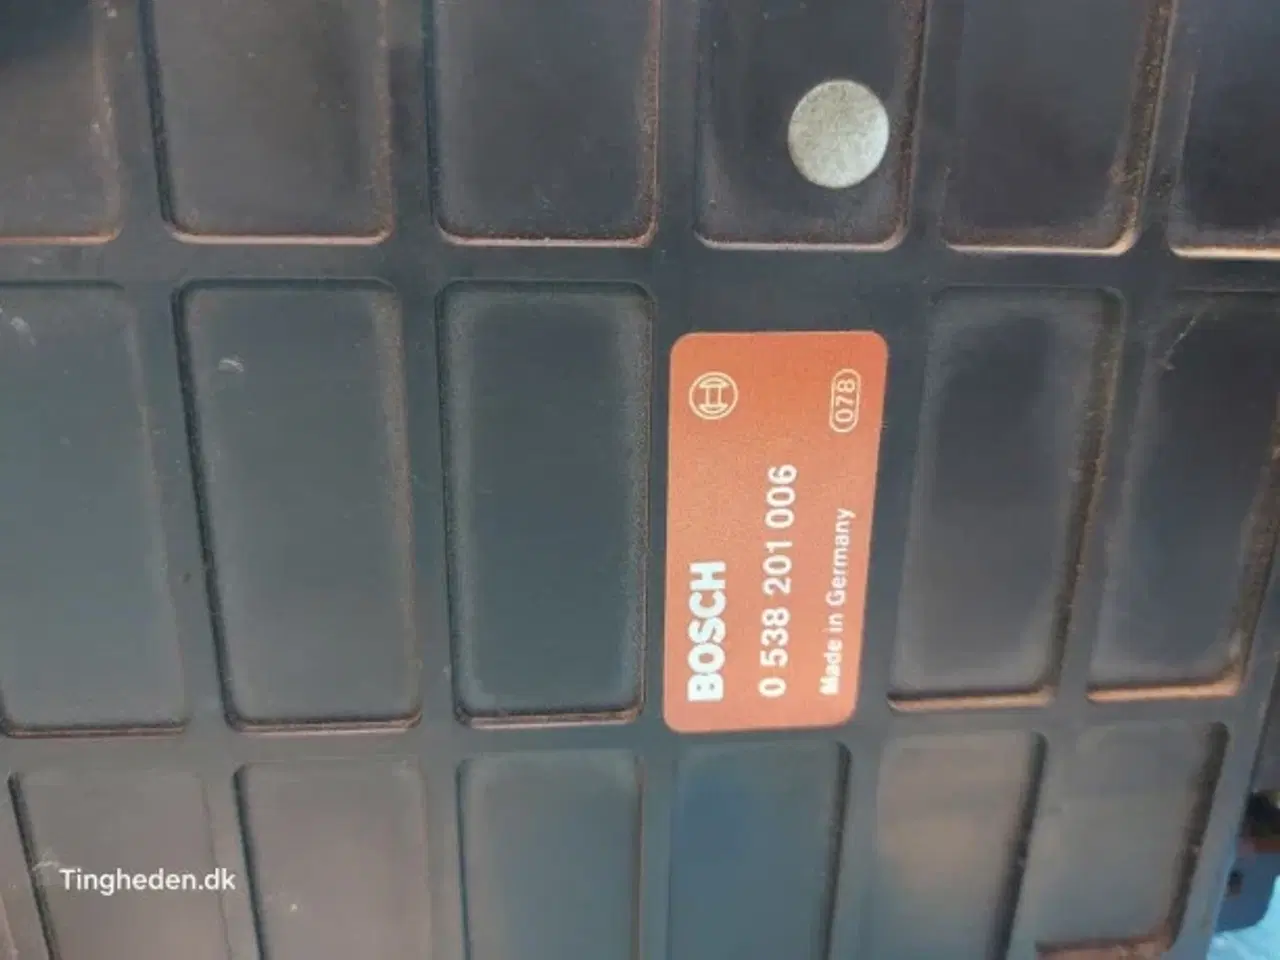 BOSCH
0 538 201 006
Made in Germany
078
Tingheden.dk